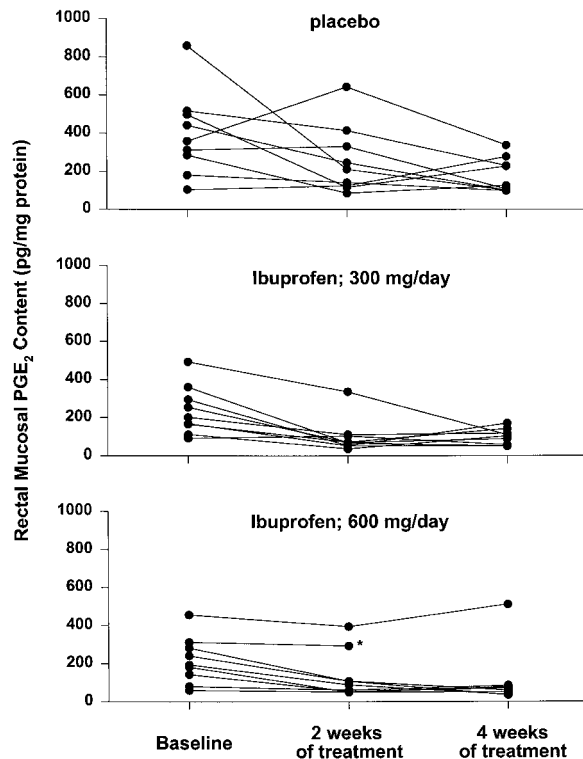 Rectal Mucosal PGE₂ Content (pg/mg protein)
placebo
1000
800
600
400
200
0
Ibuprofen; 300 mg/day
1000
800
600
400
200
0
Ibuprofen; 600 mg/day
1000
800
600
400
200
0
*
Baseline
2 weeks
of treatment
4 weeks
of treatment